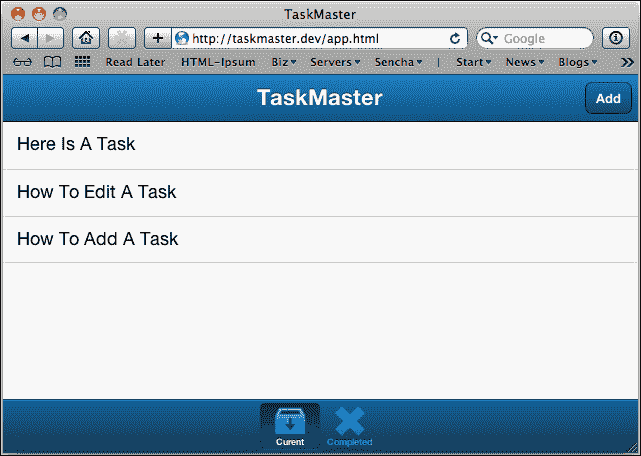 TaskMaster
http://taskmaster.dev/app.html Google
Read Later HTML-Ipsum Biz Servers Sencha | Start News Blogs
TaskMaster Add
Here Is A Task
How To Edit A Task
How To Add A Task
Curent Completed